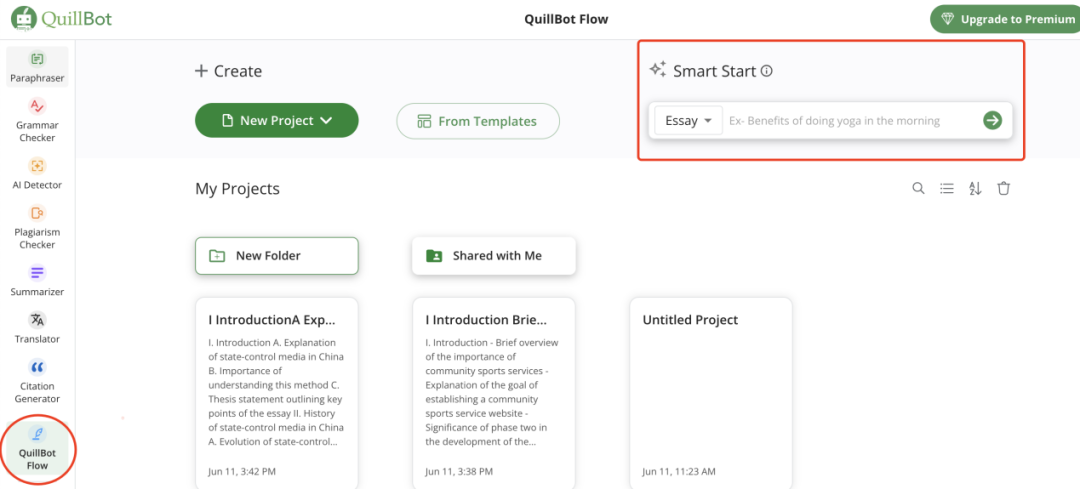 QuillBot
QuillBot Flow
Upgrade to Premium
Paraphraser
Grammar
Checker
AI Detector
Plagiarism
Checker
Summarizer
Translator
Citation
Generator
QuillBot
Flow
Create
New Project
From Templates
Smart Start
Essay
Ex- Benefits of doing yoga in the morning
My Projects
New Folder
Shared with Me
I IntroductionA Exp...
I. Introduction A. Explanation
of state-control media in China
B. Importance of
understanding this method C.
Thesis statement outlining key
points of the essay II. History
of state-control media in China
A. Evolution of state-control...
Jun 11, 3:42 PM
I Introduction Brie...
I. Introduction - Brief overview
of the importance of
community sports services -
Explanation of the goal of
establishing a community
sports service website -
Significance of phase two in
the development of the...
Jun 11, 3:38 PM
Untitled Project
Jun 11, 11:23 AM